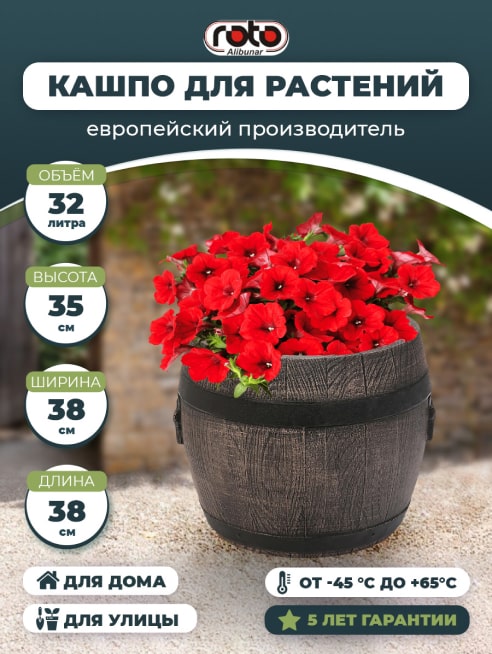 roto
Alibunar
КАШПО ДЛЯ РАСТЕНИЙ
европейский производитель
ОБЪЁМ
32
литра
ВЫСОТА
35
см
ШИРИНА
38
см
ДЛИНА
38
см
ДЛЯ ДОМА
ДЛЯ УЛИЦЫ
ОТ -45 °C ДО +65°C
5 ЛЕТ ГАРАНТИИ